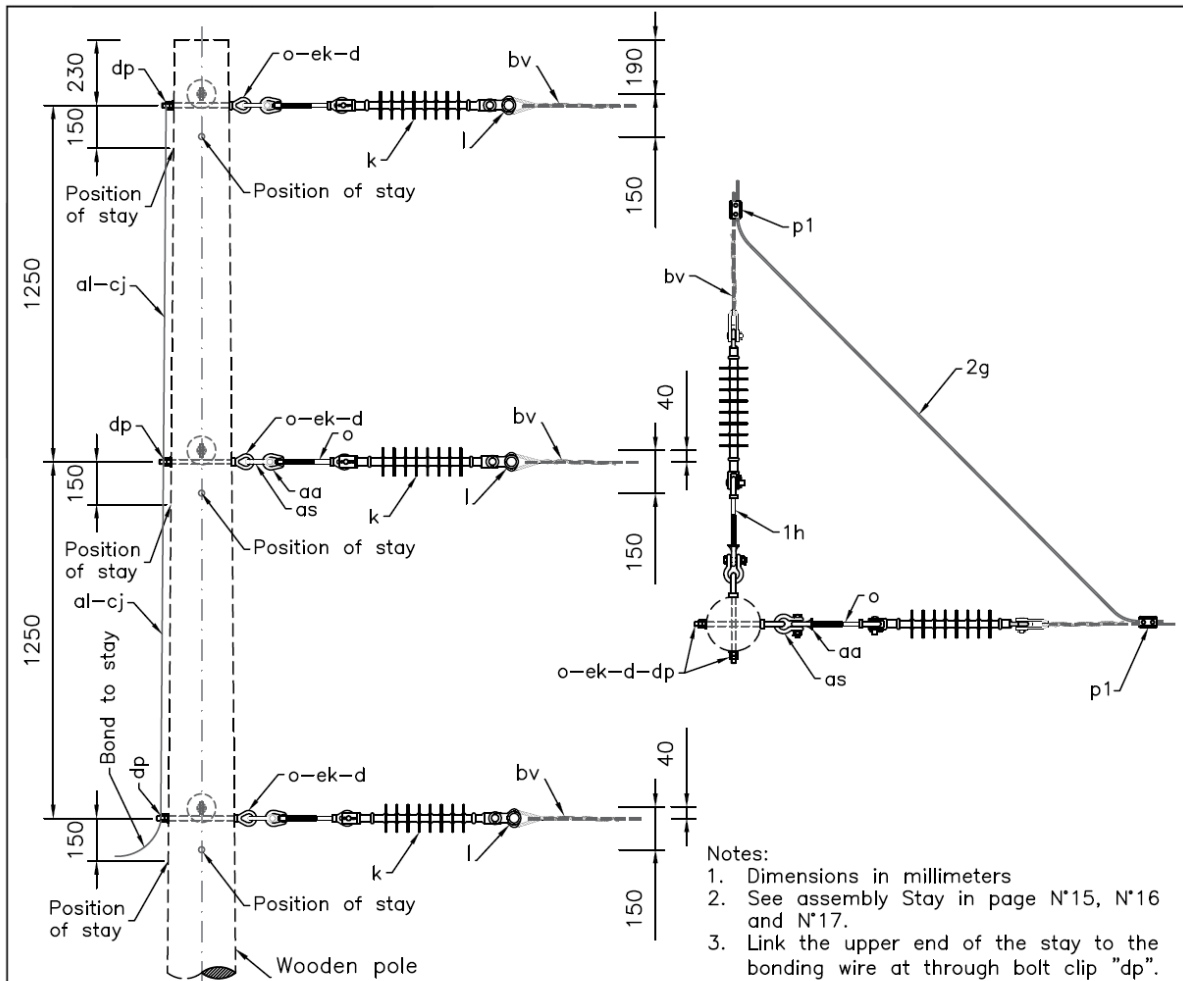 230
o-ek-d
dp
bv
190
150
k
l
Position
of stay
Position of stay
150
p1
1250
al-cj
bv
2g
o-ek-d
dp
o
bv
40
150
aa
as
k
l
1h
Position
of stay
Position of stay
150
al-cj
o
1250
Bond to stay
aa
as
o-ek-d-dp
p1
dp
o-ek-d
bv
40
150
k
l
Position
of stay
Position of stay
150
Wooden pole
Notes:
1. Dimensions in millimeters
2. See assembly Stay in page N°15, N°16
and N°17.
3. Link the upper end of the stay to the
bonding wire at through bolt clip "dp".